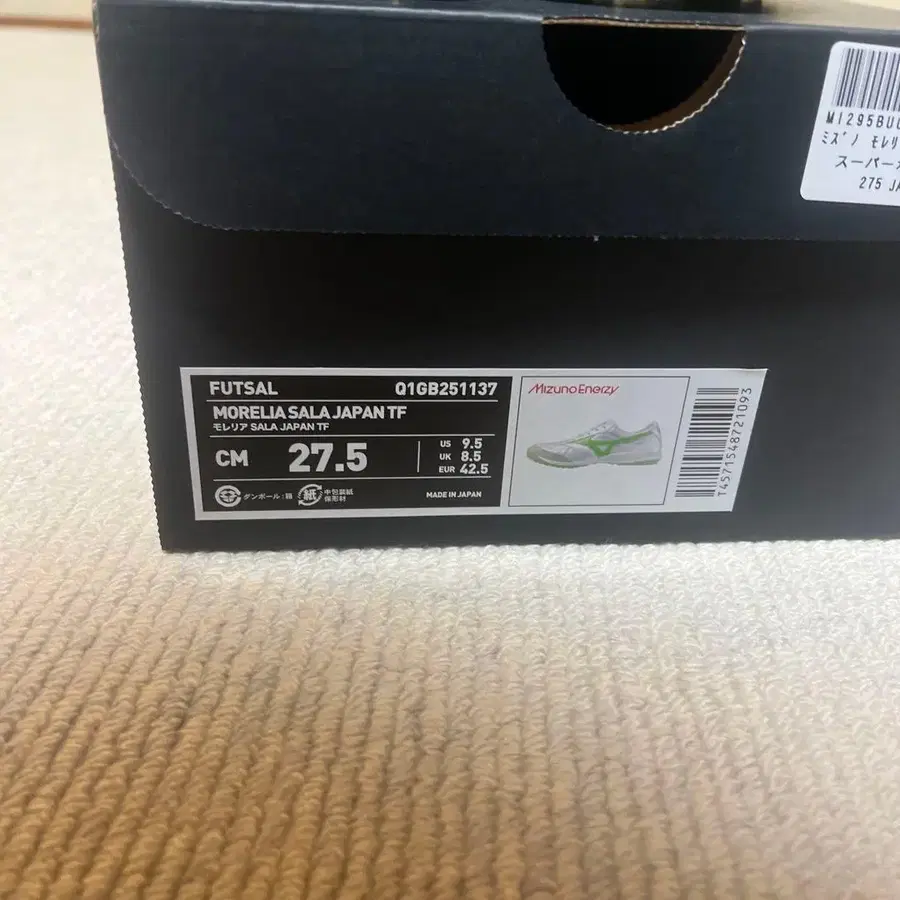 MI295BU
ミズノ モレリ
スーパー
275 JA
FUTSAL Q1GB251137
MORELIA SALA JAPAN TF
モレリア SALA JAPAN TF
CM 27.5
US 9.5
UK 8.5
EUR 42.5
ダンボール:箱
紙 中包装紙
保形材
MADE IN JAPAN
MizunoEnerzy
T4571548721093